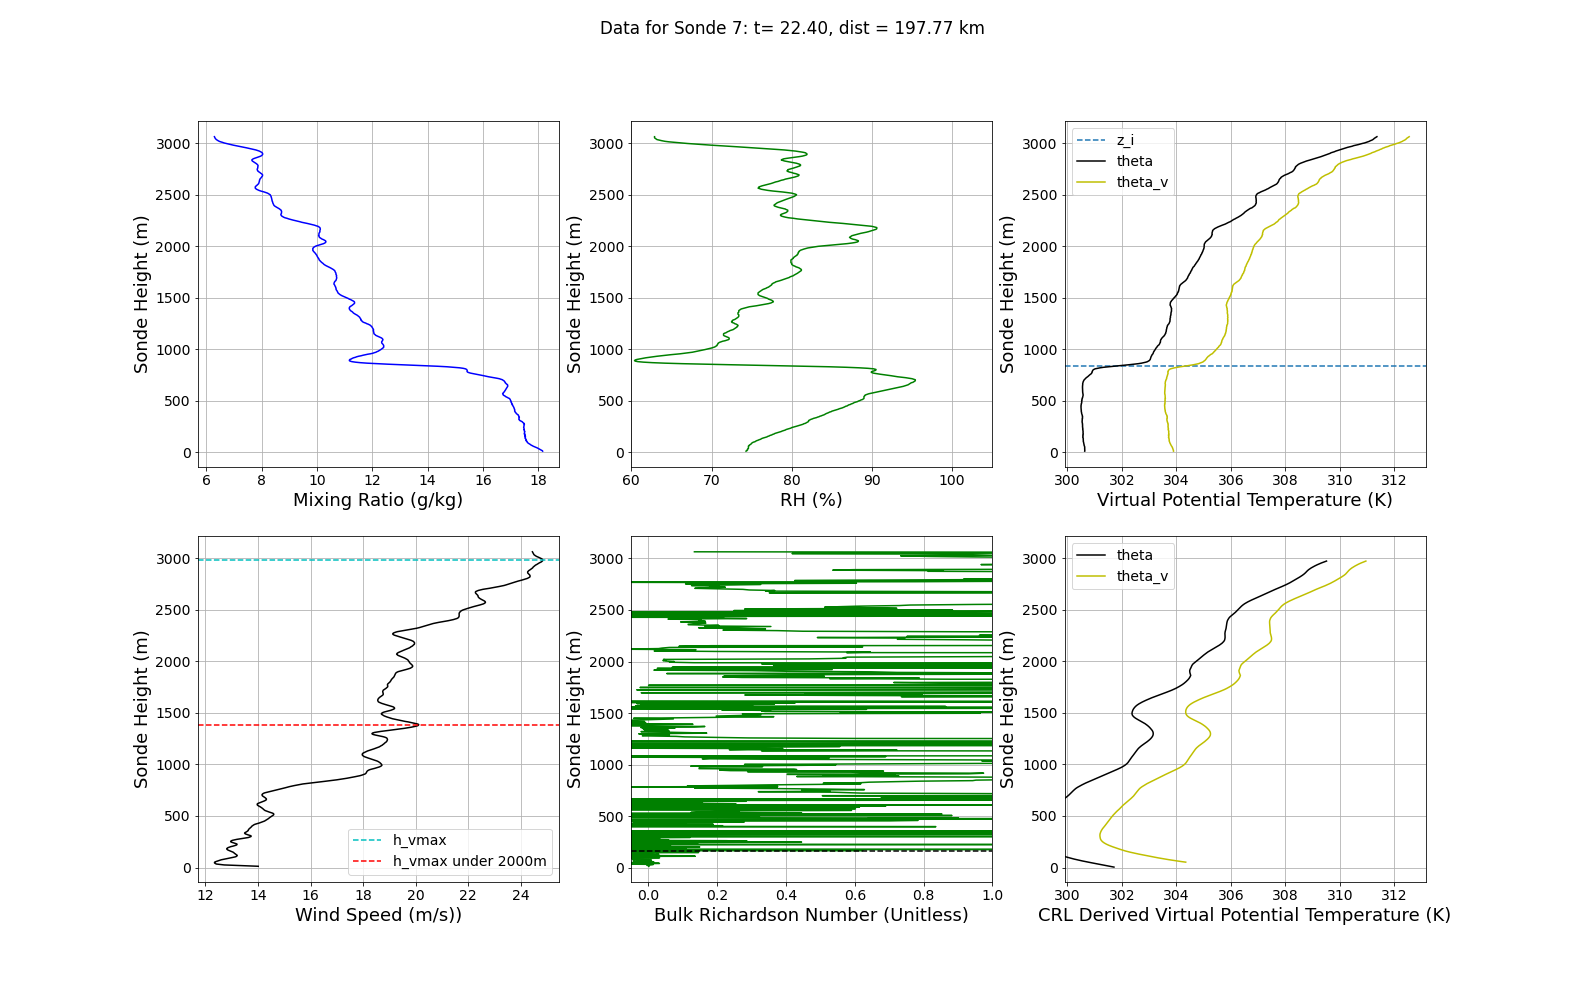 Data for Sonde 7: t= 22.40, dist = 197.77 km
3000
2500
2000
1500
1000
500
0
Sonde Height (m)
6 8 10 12 14 16 18
Mixing Ratio (g/kg)
3000
2500
2000
1500
1000
500
0
Sonde Height (m)
60 70 80 90 100
RH (%)
3000
2500
2000
1500
1000
500
0
Sonde Height (m)
z_i
theta
theta_v
300 302 304 306 308 310 312
Virtual Potential Temperature (K)
3000
2500
2000
1500
1000
500
0
Sonde Height (m)
h_vmax
h_vmax under 2000m
12 14 16 18 20 22 24
Wind Speed (m/s))
3000
2500
2000
1500
1000
500
0
Sonde Height (m)
0.0 0.2 0.4 0.6 0.8 1.0
Bulk Richardson Number (Unitless)
3000
2500
2000
1500
1000
500
0
Sonde Height (m)
theta
theta_v
300 302 304 306 308 310 312
CRL Derived Virtual Potential Temperature (K)